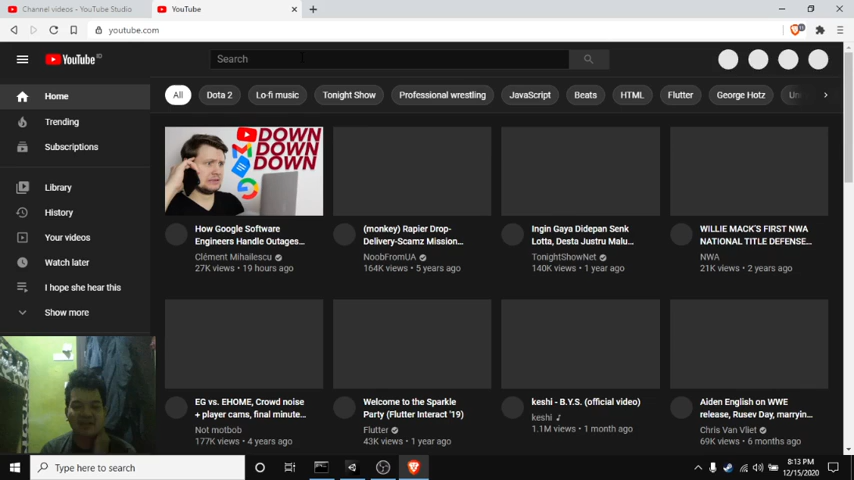 Channel videos - YouTube Studio
YouTube
youtube.com
YouTube ID
Search
All
Dota 2
Lo-fi music
Tonight Show
Professional wrestling
JavaScript
Beats
HTML
Flutter
George Hotz
Home
Trending
Subscriptions
Library
History
Your videos
Watch later
I hope she hear this
Show more
DOWN
DOWN
DOWN
How Google Software
Engineers Handle Outages...
Clément Mihailescu
27K views • 19 hours ago
(monkey) Rapier Drop-
Delivery-Scamz Mission...
NoobFromUA
164K views • 5 years ago
Ingin Gaya Didepan Senk
Lotta, Desta Justru Malu...
TonightShowNet
140K views • 1 year ago
WILLIE MACK'S FIRST NWA
NATIONAL TITLE DEFENSE...
NWA
21K views • 2 years ago
EG vs. EHOME, Crowd noise
+ player cams, final minute...
Not motbob
177K views • 4 years ago
Welcome to the Sparkle
Party (Flutter Interact '19)
Flutter
43K views • 1 year ago
keshi - B.Y.S. (official video)
keshi
1.1M views • 1 month ago
Aiden English on WWE
release, Rusev Day, marryin...
Chris Van Vliet
69K views • 6 months ago
Type here to search
8:13 PM
12/15/2020